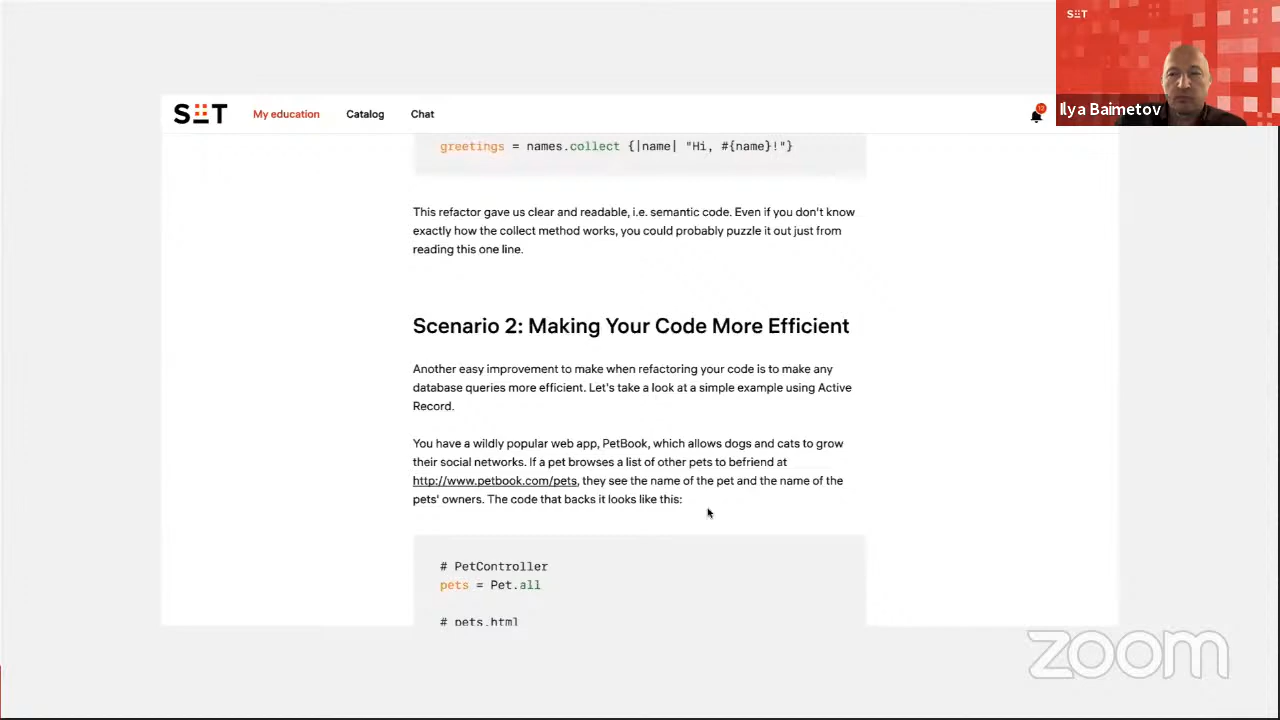 S::T
Ilya Baimetov
S::T My education Catalog Chat
greetings = names.collect {|name| "Hi, #{name}!"}
This refactor gave us clear and readable, i.e. semantic code. Even if you don't know
exactly how the collect method works, you could probably puzzle it out just from
reading this one line.
Scenario 2: Making Your Code More Efficient
Another easy improvement to make when refactoring your code is to make any
database queries more efficient. Let's take a look at a simple example using Active
Record.
You have a wildly popular web app, PetBook, which allows dogs and cats to grow
their social networks. If a pet browses a list of other pets to befriend at
http://www.petbook.com/pets, they see the name of the pet and the name of the
pets' owners. The code that backs it looks like this:
# PetController
pets = Pet.all
# pets.html
zoom